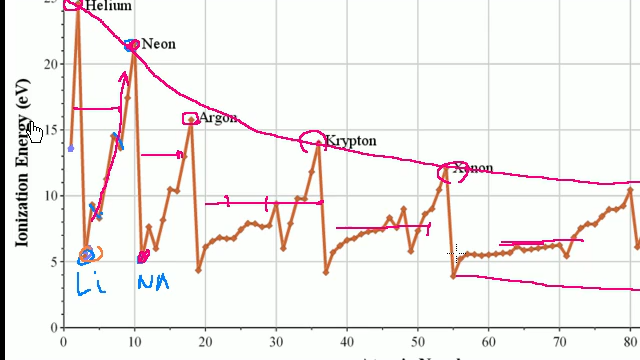 25 Helium
20 Neon
15 Argon
Krypton
Xenon
10
5
Ionization Energy (eV)
Li NA
0
0 10 20 30 40 50 60 70 80